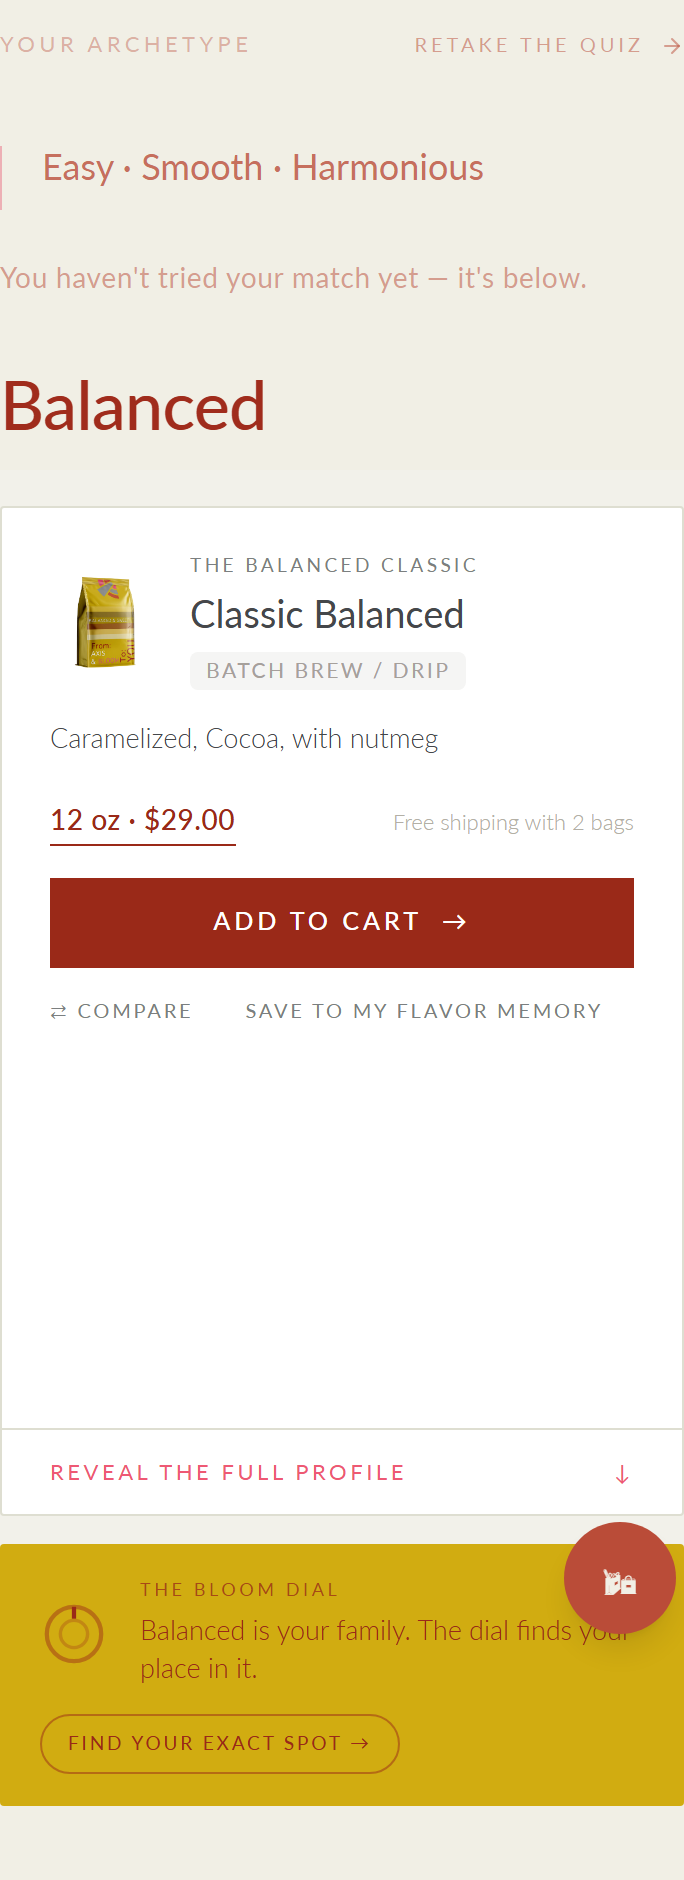 YOUR ARCHETYPE
RETAKE THE QUIZ →
Easy · Smooth · Harmonious
You haven't tried your match yet — it's below.
Balanced
THE BALANCED CLASSIC
Classic Balanced
BATCH BREW / DRIP
Caramelized, Cocoa, with nutmeg
12 oz · $29.00
Free shipping with 2 bags
ADD TO CART →
⇄ COMPARE
SAVE TO MY FLAVOR MEMORY
REVEAL THE FULL PROFILE ↓
THE BLOOM DIAL
Balanced is your family. The dial finds your
place in it.
FIND YOUR EXACT SPOT →